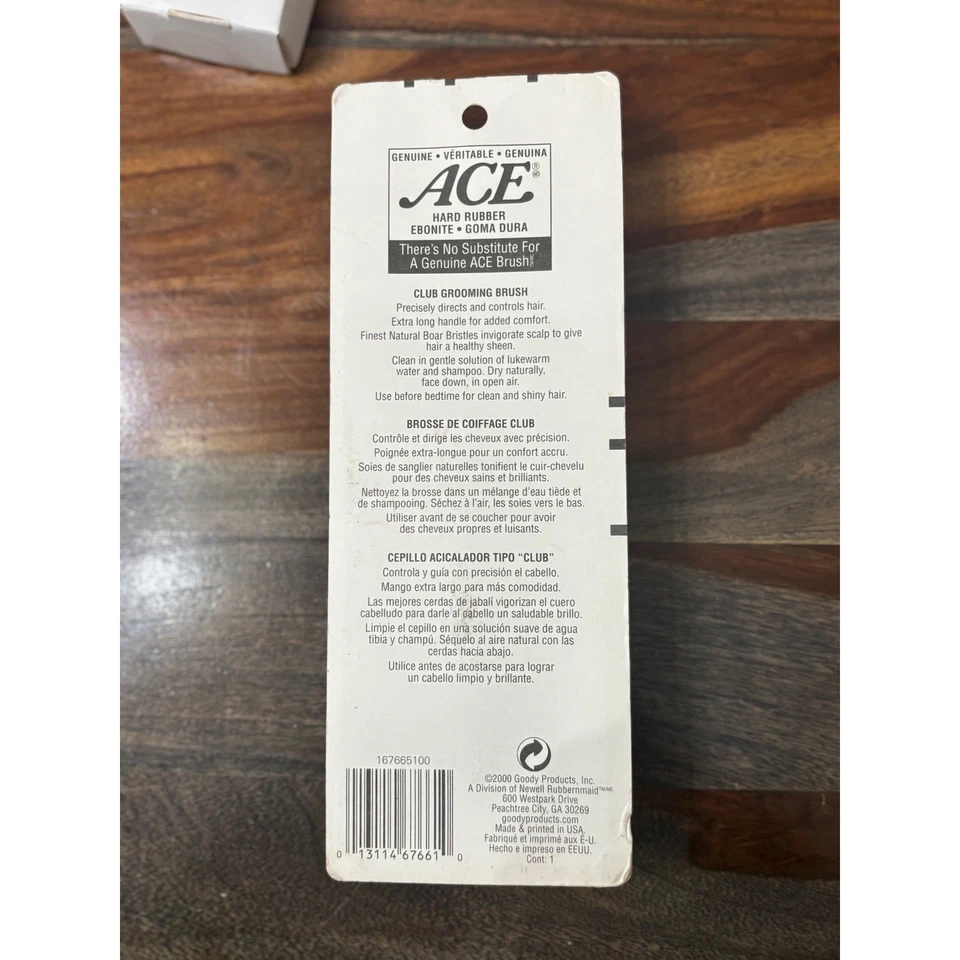 GENUINE • VÉRITABLE • GENUINA
ACE®
MD
HARD RUBBER
EBONITE • GOMA DURA
There's No Substitute For
A Genuine ACE Brush
CLUB GROOMING BRUSH
Precisely directs and controls hair.
Extra long handle for added comfort.
Finest Natural Boar Bristles invigorate scalp to give
hair a healthy sheen.
Clean in gentle solution of lukewarm
water and shampoo. Dry naturally,
face down, in open air.
Use before bedtime for clean and shiny hair.
BROSSE DE COIFFAGE CLUB
Contrôle et dirige les cheveux avec précision.
Poignée extra-longue pour un confort accru.
Soies de sanglier naturelles tonifient le cuir-chevelu
pour des cheveux sains et brillants.
Nettoyez la brosse dans un mélange d'eau tiède et
de shampooing. Séchez à l'air, les soies vers le bas.
Utiliser avant de se coucher pour avoir
des cheveux propres et luisants.
CEPILLO ACICALADOR TIPO “CLUB”
Controla y guía con precisión el cabello.
Mango extra largo para más comodidad.
Las mejores cerdas de jabalí vigorizan el cuero
cabelludo para darle al cabello un saludable brillo.
Limpie el cepillo en una solución suave de agua
tibia y champú. Séquelo al aire natural con las
cerdas hacia abajo.
Utilice antes de acostarse para lograr
un cabello limpio y brillante.
167665100
0 13114 67661 0
©2000 Goody Products, Inc.
A Division of Newell Rubbermaid™/MC
600 Westpark Drive
Peachtree City, GA 30269
goodyproducts.com
Made & printed in USA.
Fabriqué et imprimé aux É-U.
Hecho e impreso en EEUU.
Cont: 1